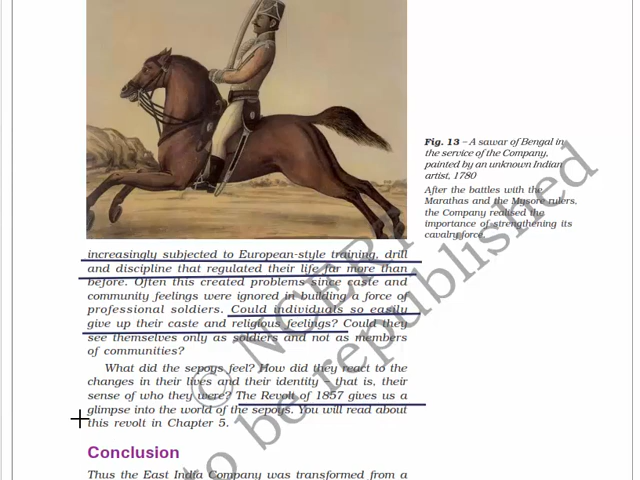 Fig. 13 – A sawar of Bengal in
the service of the Company,
painted by an unknown Indian
artist, 1780
After the battles with the
Marathas and the Mysore rulers,
the Company realised the
importance of strengthening its
cavalry force.
increasingly subjected to European-style training, drill
and discipline that regulated their life far more than
before. Often this created problems since caste and
community feelings were ignored in building a force of
professional soldiers. Could individuals so easily
give up their caste and religious feelings? Could they
see themselves only as soldiers and not as members
of communities?
What did the sepoys feel? How did they react to the
changes in their lives and their identity – that is, their
sense of who they were? The Revolt of 1857 gives us a
glimpse into the world of the sepoys. You will read about
this revolt in Chapter 5.
Conclusion
Thus the East India Company was transformed from a
© NCERT
to be republished